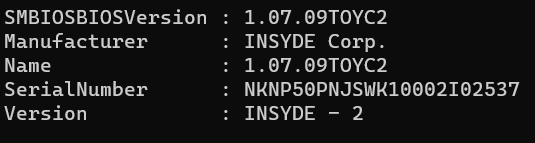 SMBIOSBIOSVersion : 1.07.09TOYC2
Manufacturer      : INSYDE Corp.
Name              : 1.07.09TOYC2
SerialNumber      : NKNP50PNJSWK10002I02537
Version           : INSYDE - 2